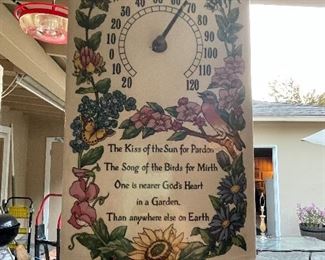 50 60 70
40 80
30
20 90
10 100
0 110
20 120
The Kiss of the Sun for Pardon
The Song of the Birds for Mirth
One is nearer God's Heart
in a Garden.
Than anywhere else on Earth